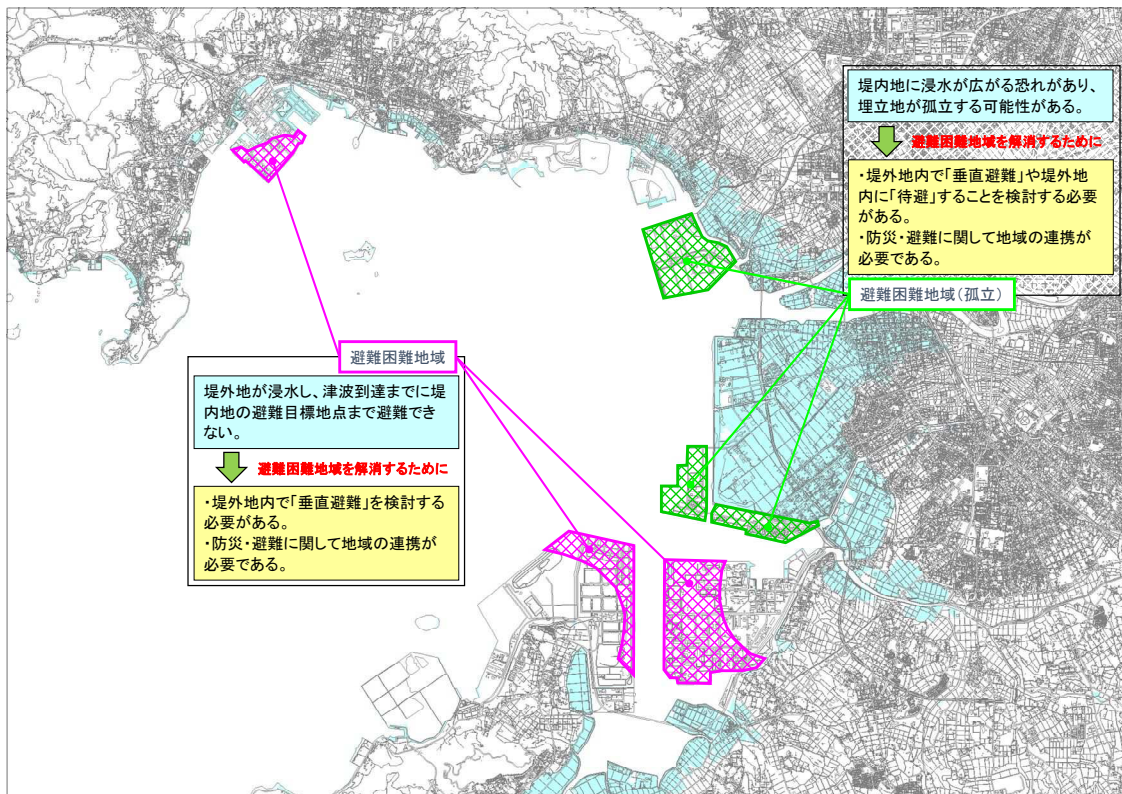 堤内地に浸水が広がる恐れがあり、
埋立地が孤立する可能性がある。
避難困難地域を解消するために
・堤外地内で「垂直避難」や堤外地
内に「待避」することを検討する必要
がある。
・防災・避難に関して地域の連携が
必要である。
避難困難地域(孤立)
避難困難地域
堤外地が浸水し、津波到達までに堤
内地の避難目標地点まで避難でき
ない。
避難困難地域を解消するために
・堤外地内で「垂直避難」を検討する
必要がある。
・防災・避難に関して地域の連携が
必要である。